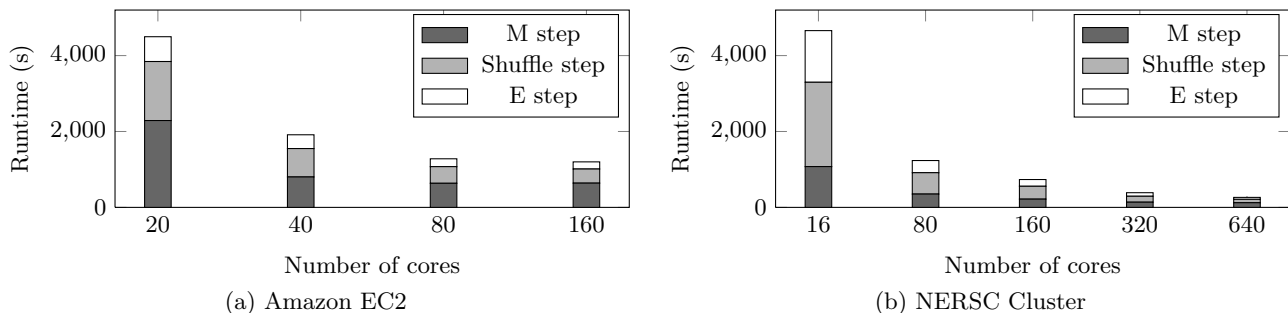 4,000
2,000
0
Runtime (s)
M step
Shuffle step
E step
20 40 80 160
Number of cores
(a) Amazon EC2
4,000
2,000
0
Runtime (s)
M step
Shuffle step
E step
16 80 160 320 640
Number of cores
(b) NERSC Cluster